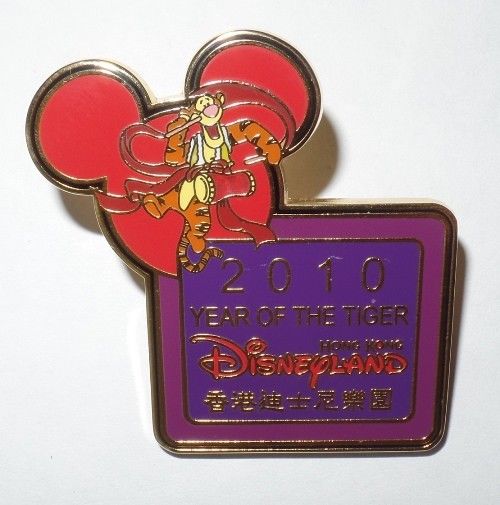 2010
YEAR OF THE TIGER
HONG KONG
DISNEYLAND
香港迪士尼樂園